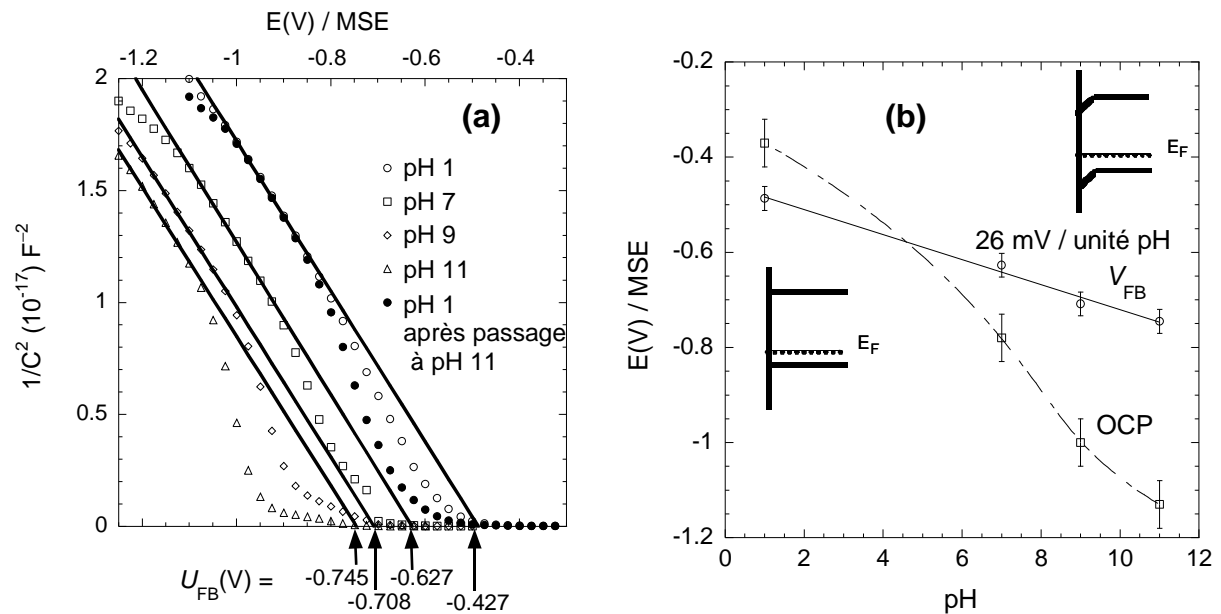 E(V) / MSE
-1.2 -1 -0.8 -0.6 -0.4
(a)
2
1.5
1
0.5
0
1/C² (10⁻¹⁷) F⁻²
pH 1
pH 7
pH 9
pH 11
pH 1
après passage
à pH 11
U_FB(V) =
-0.745
-0.708
-0.627
-0.427
(b)
-0.2
-0.4
-0.6
-0.8
-1
-1.2
E(V) / MSE
E_F
26 mV / unité pH
V_FB
E_F
OCP
0 2 4 6 8 10 12
pH